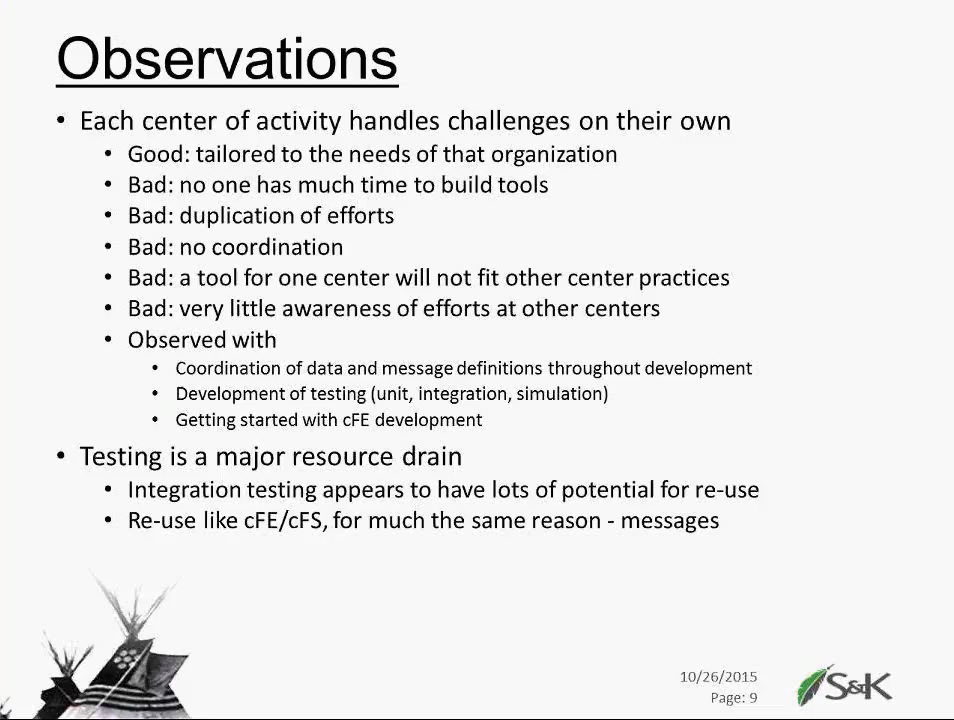 Observations
• Each center of activity handles challenges on their own
• Good: tailored to the needs of that organization
• Bad: no one has much time to build tools
• Bad: duplication of efforts
• Bad: no coordination
• Bad: a tool for one center will not fit other center practices
• Bad: very little awareness of efforts at other centers
• Observed with
• Coordination of data and message definitions throughout development
• Development of testing (unit, integration, simulation)
• Getting started with cFE development
• Testing is a major resource drain
• Integration testing appears to have lots of potential for re-use
• Re-use like cFE/cFS, for much the same reason - messages
10/26/2015
Page: 9
S&K